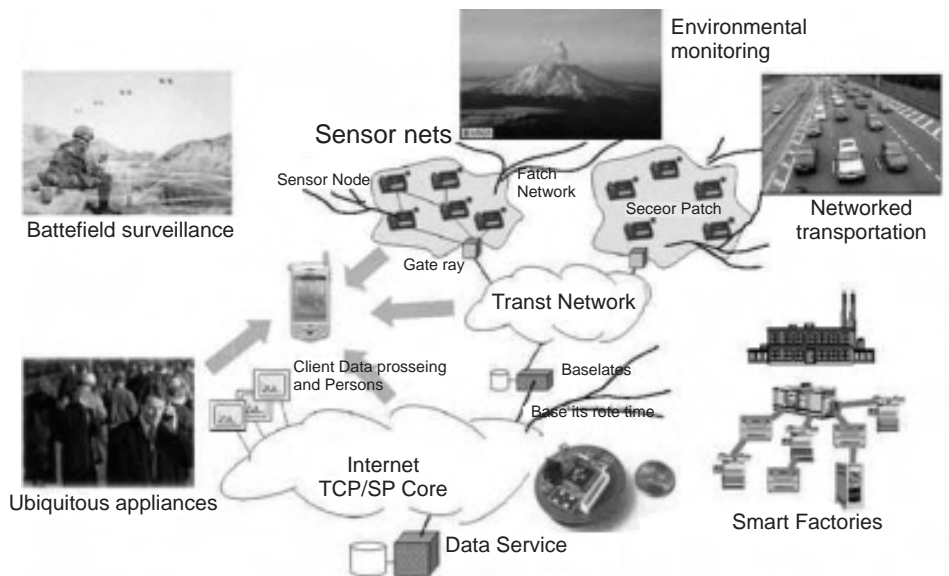 Environmental
monitoring
Sensor nets
Sensor Node
Fatch
Network
Seceor Patch
Battefield surveillance
Networked
transportation
Gate ray
Transt Network
Client Data prosseing
and Persons
Baselates
Base its rote time
Internet
TCP/SP Core
Ubiquitous appliances
Data Service
Smart Factories